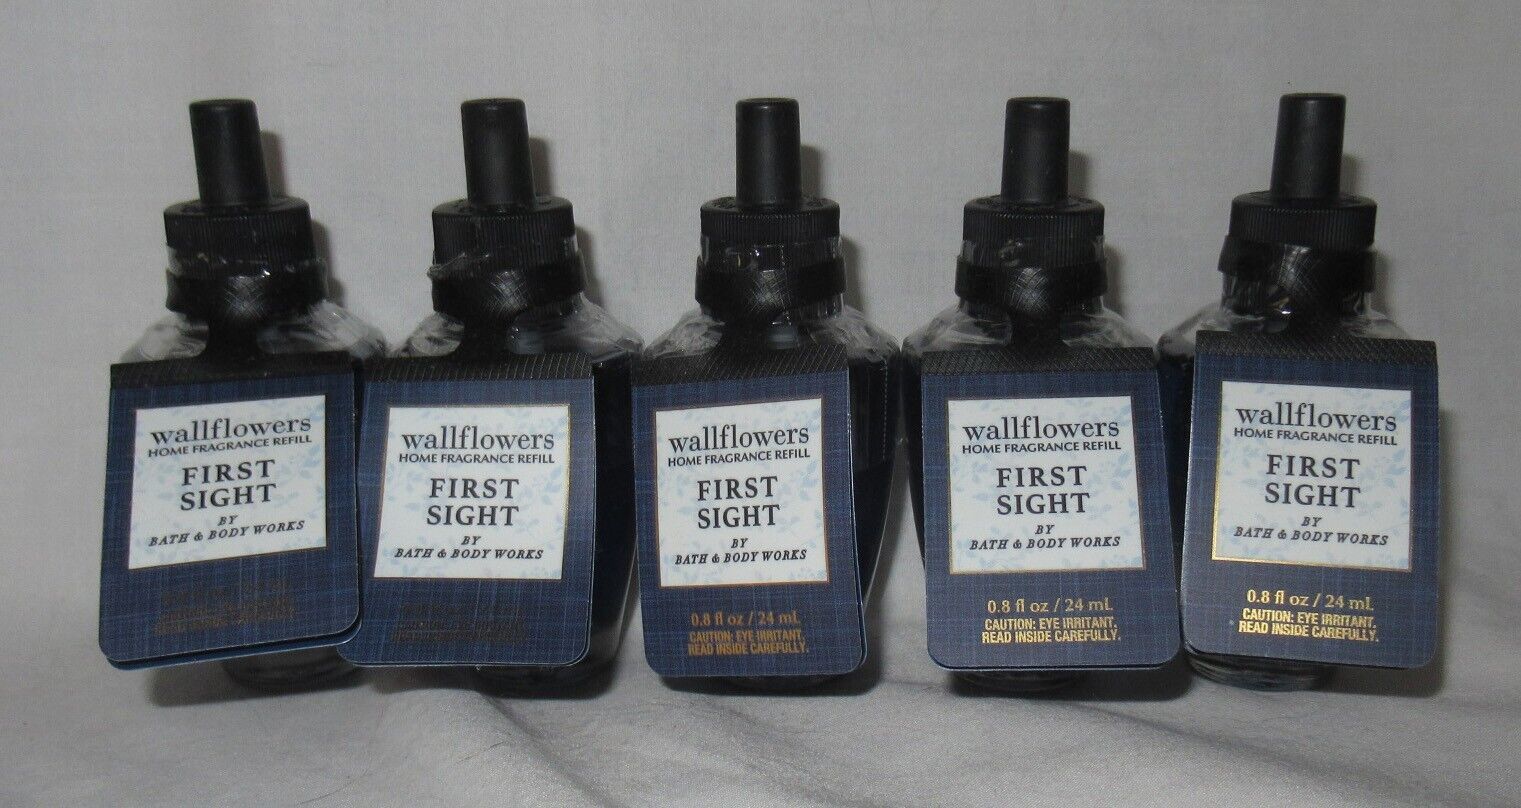 wallflowers
HOME FRAGRANCE REFILL
FIRST
SIGHT
BY
BATH & BODY WORKS
wallflowers
HOME FRAGRANCE REFILL
FIRST
SIGHT
BY
BATH & BODY WORKS
wallflowers
HOME FRAGRANCE REFILL
FIRST
SIGHT
BY
BATH & BODY WORKS
0.8 fl oz / 24 mL
CAUTION: EYE IRRITANT.
READ INSIDE CAREFULLY.
wallflowers
HOME FRAGRANCE REFILL
FIRST
SIGHT
BY
BATH & BODY WORKS
0.8 fl oz / 24 mL
CAUTION: EYE IRRITANT.
READ INSIDE CAREFULLY.
wallflowers
HOME FRAGRANCE REFILL
FIRST
SIGHT
BY
BATH & BODY WORKS
0.8 fl oz / 24 mL
CAUTION: EYE IRRITANT.
READ INSIDE CAREFULLY.